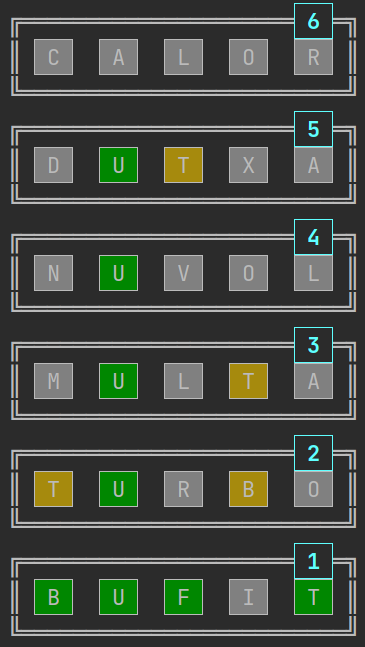 6
C A L O R
5
D U T X A
4
N U V O L
3
M U L T A
2
T U R B O
1
B U F I T